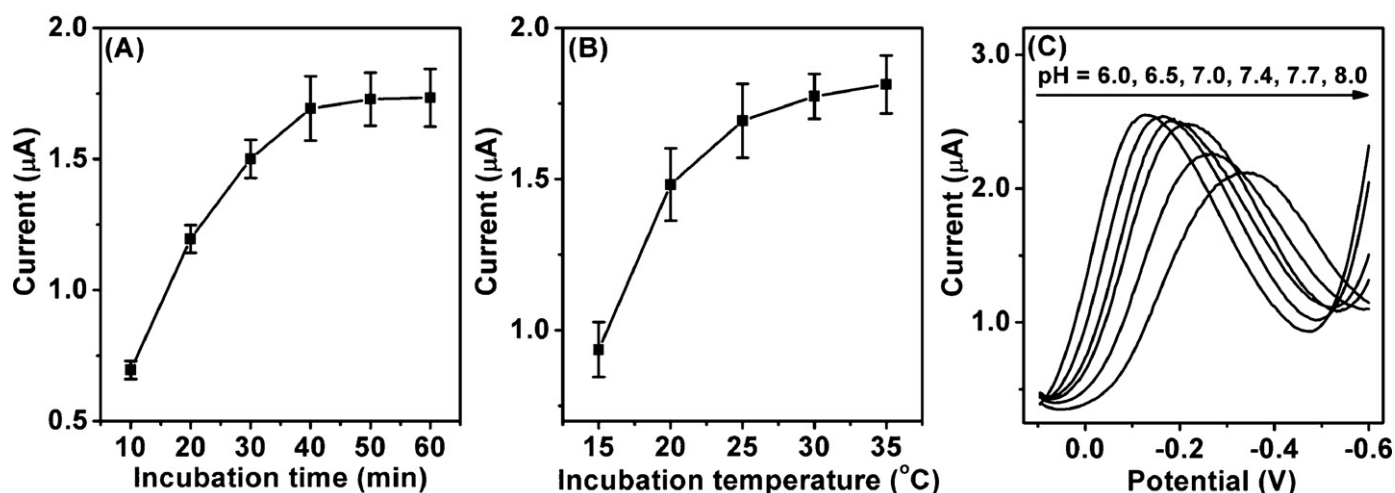 (A)
Current (μA)
2.0
1.5
1.0
0.5
10 20 30 40 50 60
Incubation time (min)
(B)
Current (μA)
2.0
1.5
1.0
15 20 25 30 35
Incubation temperature (°C)
(C)
pH = 6.0, 6.5, 7.0, 7.4, 7.7, 8.0
Current (μA)
3.0
2.0
1.0
0.0 -0.2 -0.4 -0.6
Potential (V)